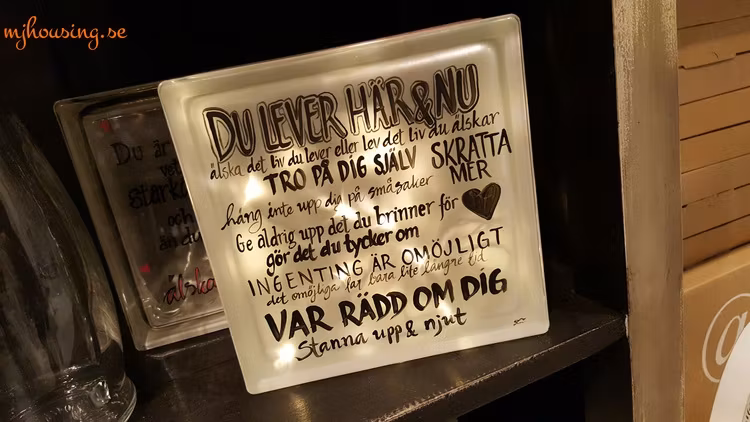 mjhousing.se
DU LEVER HÄR & NU
älska det liv du lever eller lev det liv du älskar
TRO PÅ DIG SJÄLV
SKRATTA
MER
häng inte upp dig på småsaker
Ge aldrig upp det du brinner för
gör det du tycker om
INGENTING ÄR OMÖJLIGT
det omöjliga tar bara lite längre tid
VAR RÄDD OM DIG
Stanna upp & njut
Du är
starka
och
än du
älska
@